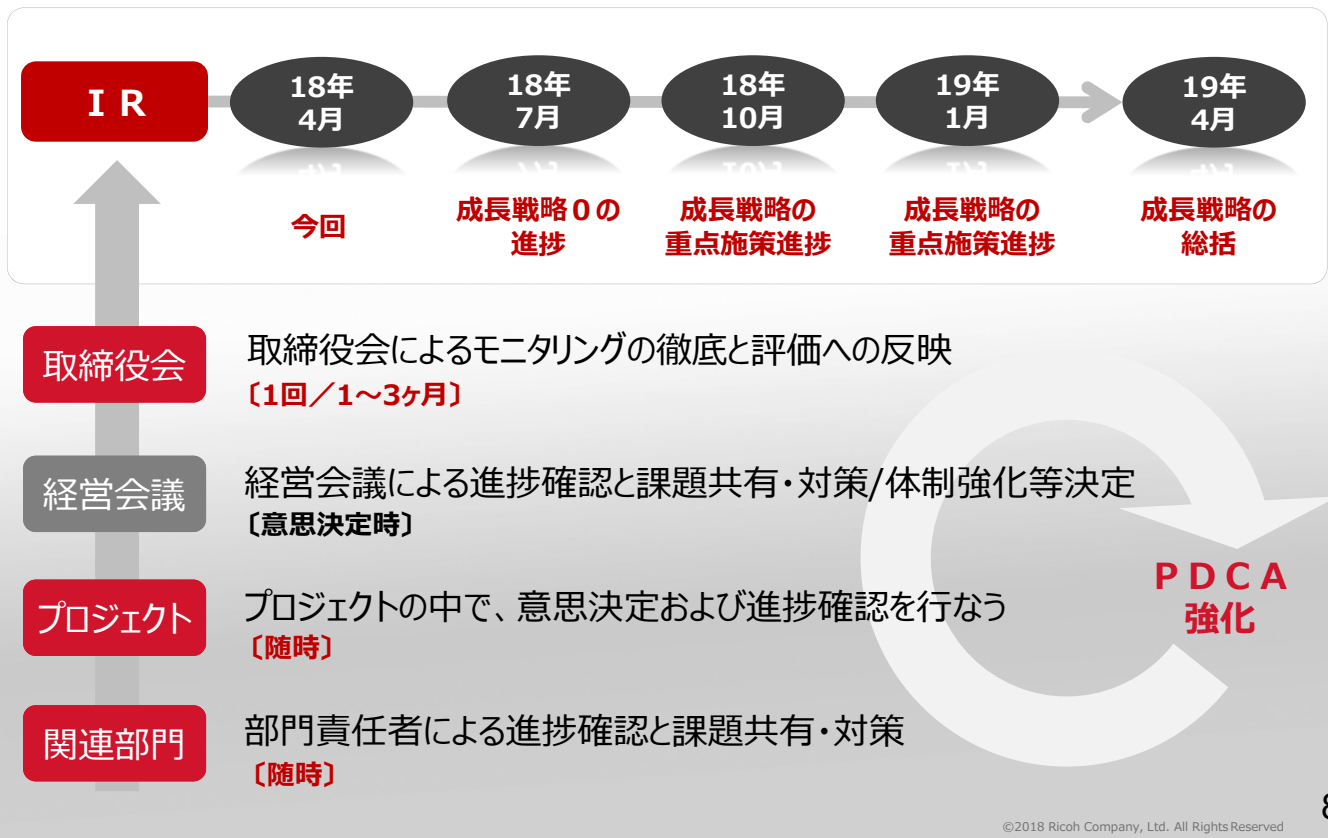 ＩＲ
18年
4月
18年
7月
18年
10月
19年
1月
19年
4月
今回
成長戦略０の
進捗
成長戦略の
重点施策進捗
成長戦略の
重点施策進捗
成長戦略の
総括
取締役会
取締役会によるモニタリングの徹底と評価への反映
〔1回／1～3ヶ月〕
経営会議
経営会議による進捗確認と課題共有・対策/体制強化等決定
〔意思決定時〕
プロジェクト
プロジェクトの中で、意思決定および進捗確認を行なう
〔随時〕
ＰＤＣＡ
強化
関連部門
部門責任者による進捗確認と課題共有・対策
〔随時〕
8
©2018 Ricoh Company, Ltd. All Rights Reserved